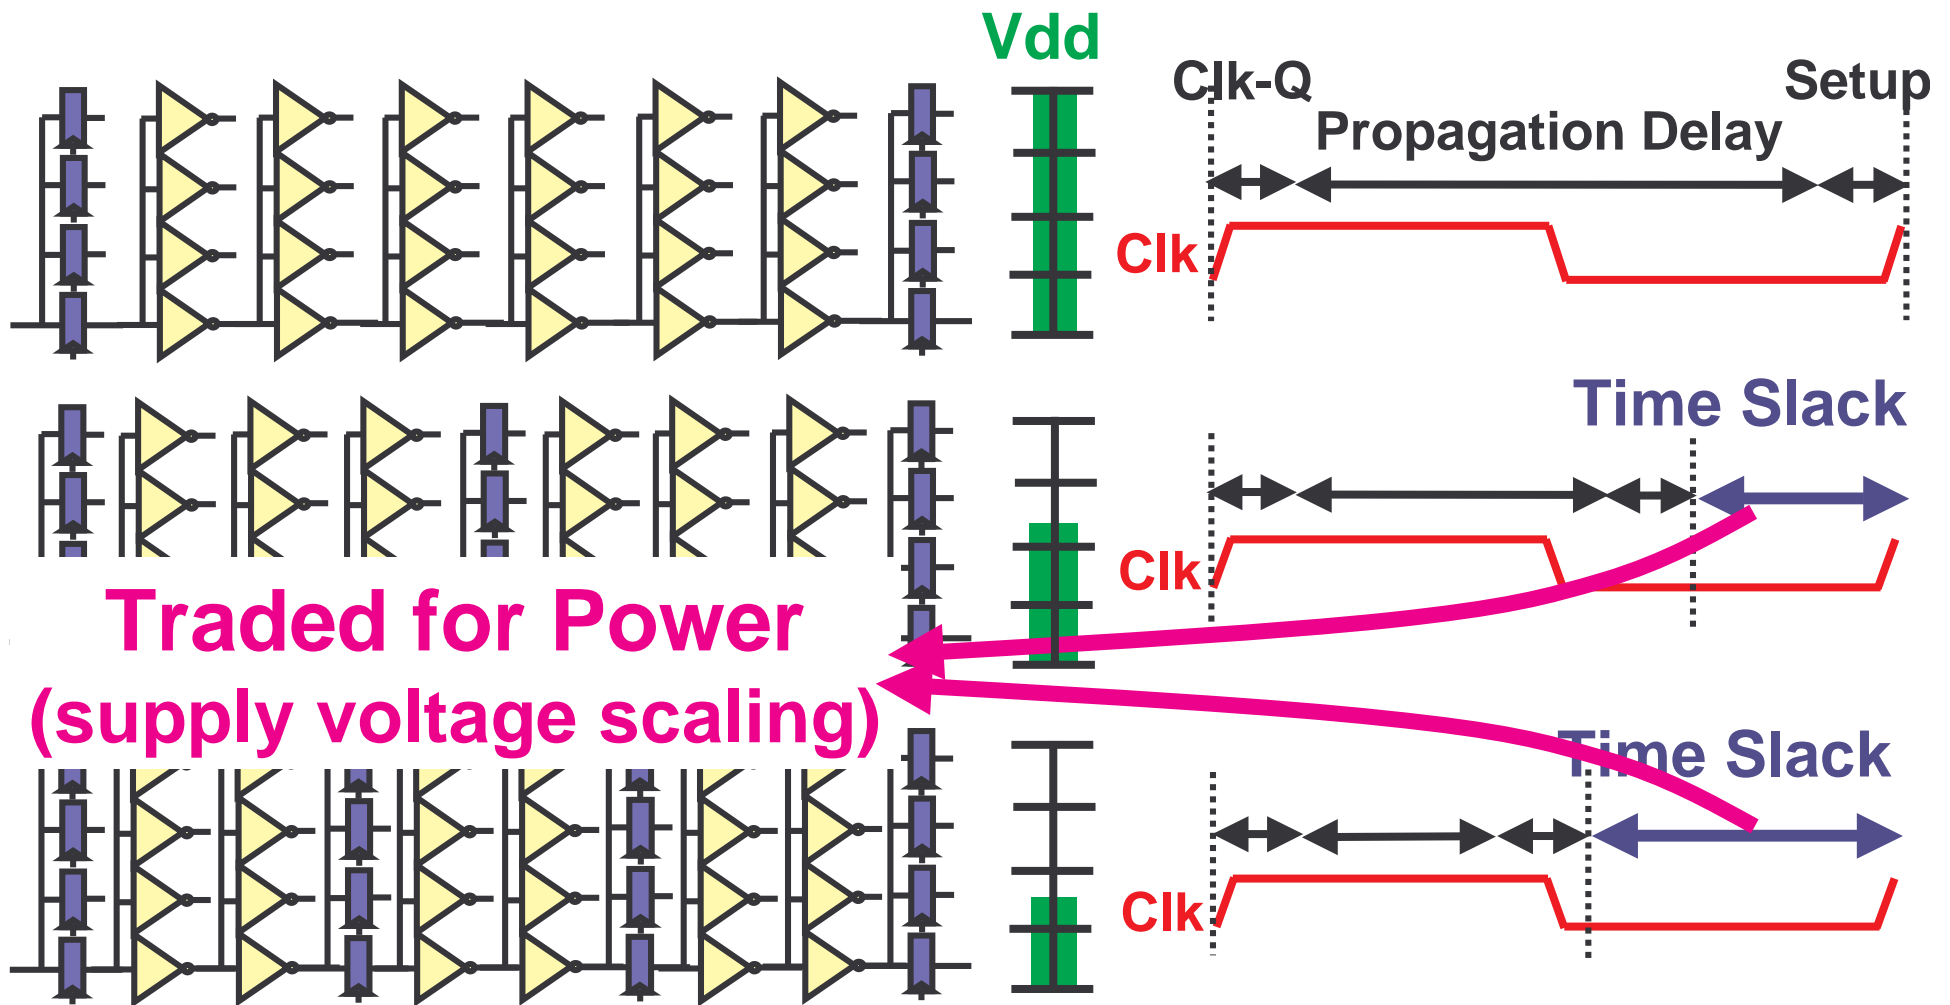 Vdd
Clk-Q
Setup
Propagation Delay
Clk
Time Slack
Clk
Traded for Power
(supply voltage scaling)
Time Slack
Clk